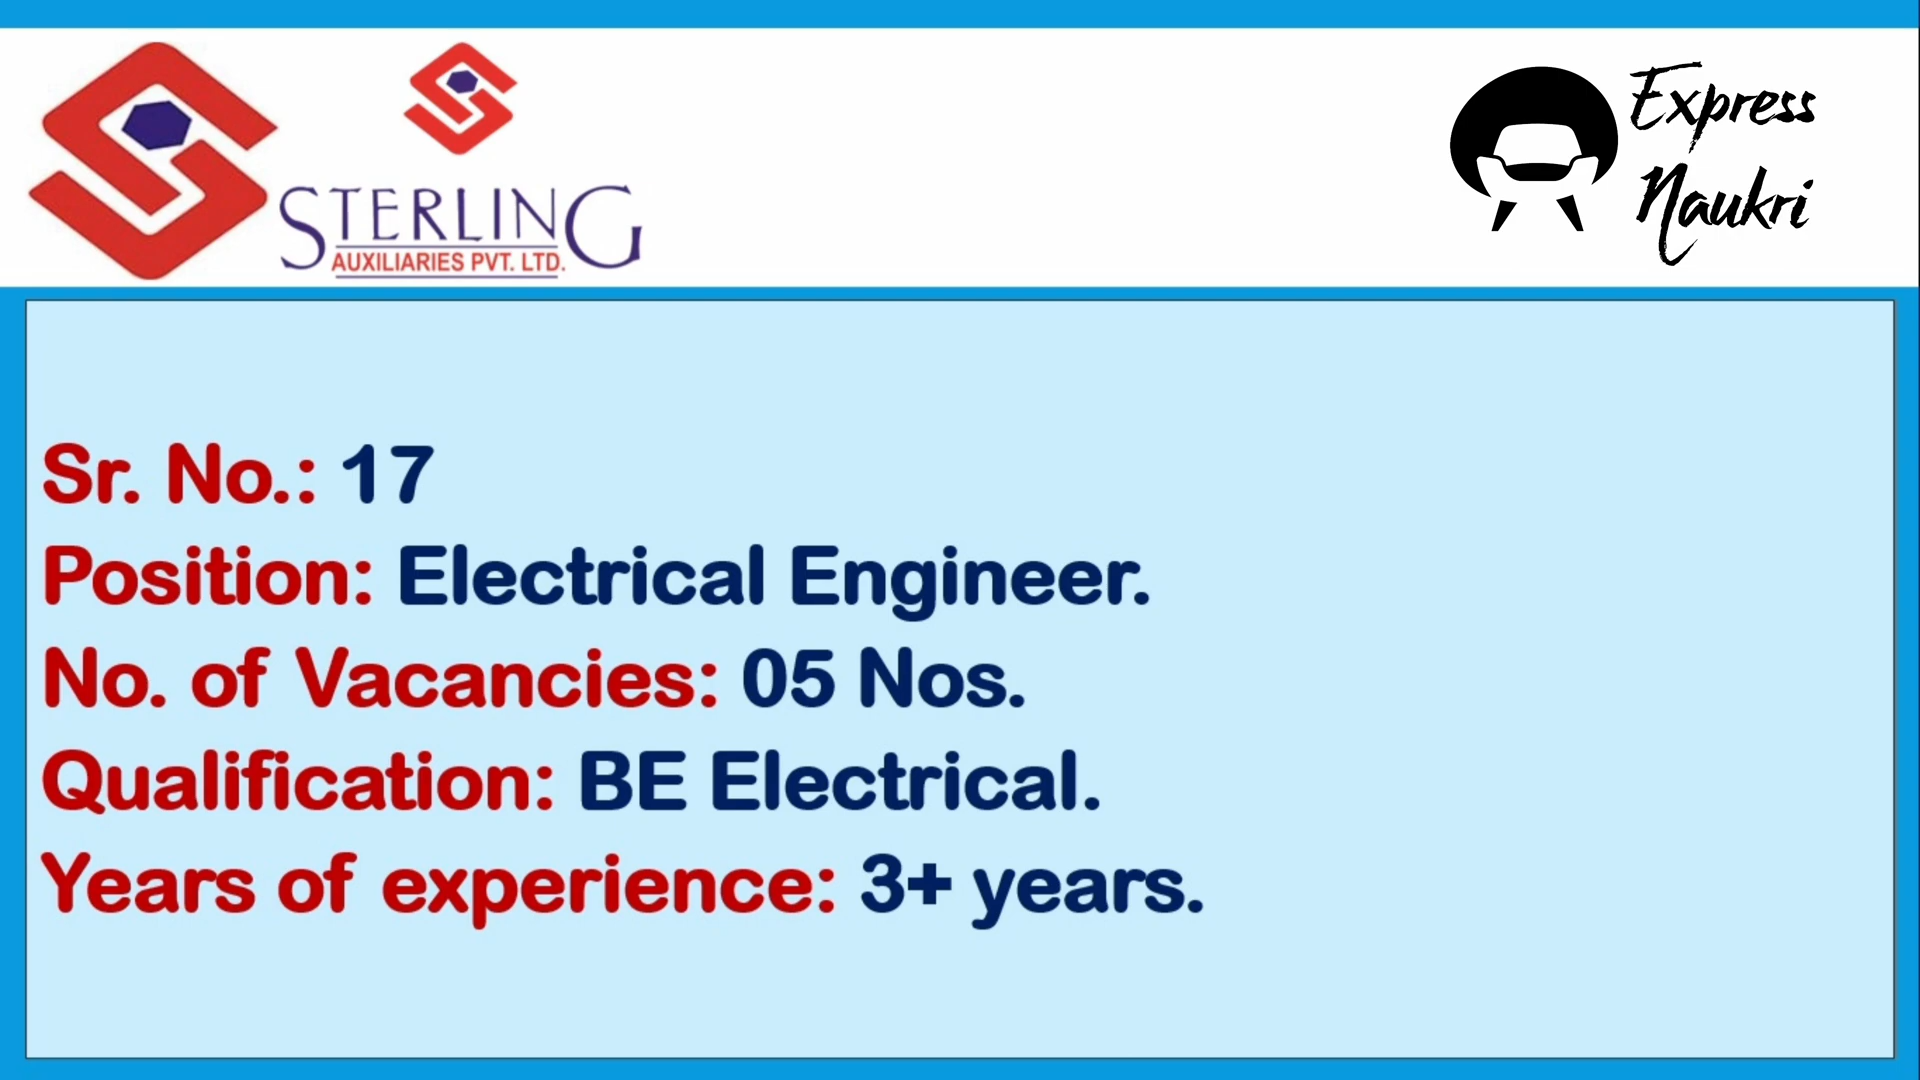 STERLING
AUXILIARIES PVT. LTD.
Express
Naukri
Sr. No.: 17
Position: Electrical Engineer.
No. of Vacancies: 05 Nos.
Qualification: BE Electrical.
Years of experience: 3+ years.